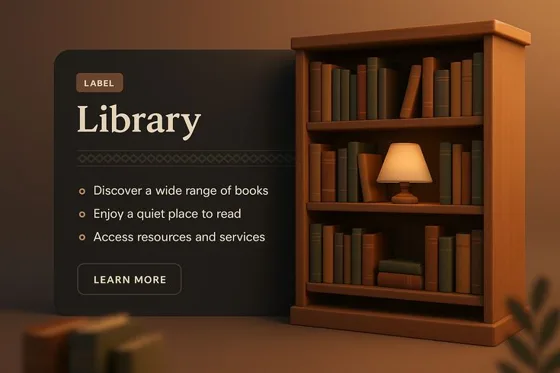 LABEL
Library
Discover a wide range of books
Enjoy a quiet place to read
Access resources and services
LEARN MORE